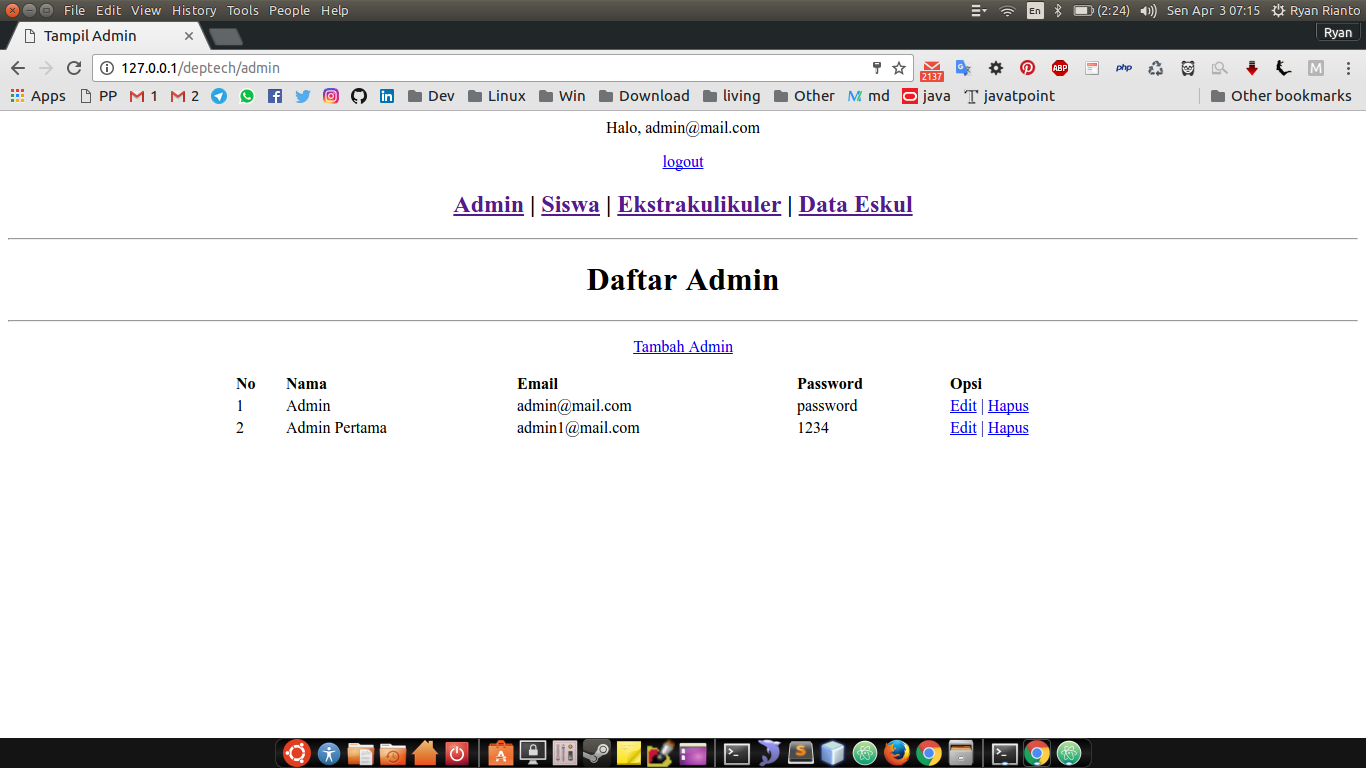 File Edit View History Tools People Help
En (2:24) Sen Apr 3 07:15 Ryan Rianto
Tampil Admin
Ryan
127.0.0.1/deptech/admin
2137 ABP php M
Apps PP M 1 M 2 Dev Linux Win Download living Other md java javatpoint Other bookmarks
Halo, admin@mail.com
logout
Admin | Siswa | Ekstrakulikuler | Data Eskul
Daftar Admin
Tambah Admin
No Nama Email Password Opsi
1 Admin admin@mail.com password Edit | Hapus
2 Admin Pertama admin1@mail.com 1234 Edit | Hapus